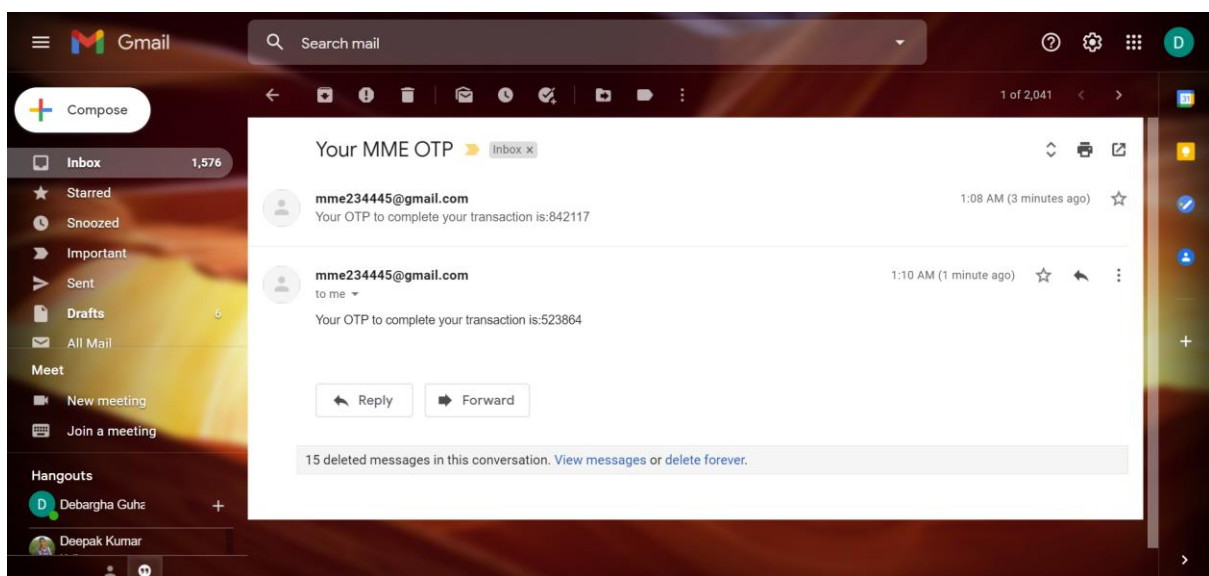 Gmail
Search mail
D
Compose
1 of 2,041
31
Inbox 1,576
Starred
Snoozed
Important
Sent
Drafts 6
All Mail
Meet
New meeting
Join a meeting
Hangouts
D Debargha Guha
Deepak Kumar
Your MME OTP Inbox x
mme234445@gmail.com 1:08 AM (3 minutes ago)
Your OTP to complete your transaction is:842117
mme234445@gmail.com 1:10 AM (1 minute ago)
to me
Your OTP to complete your transaction is:523864
Reply Forward
15 deleted messages in this conversation. View messages or delete forever.